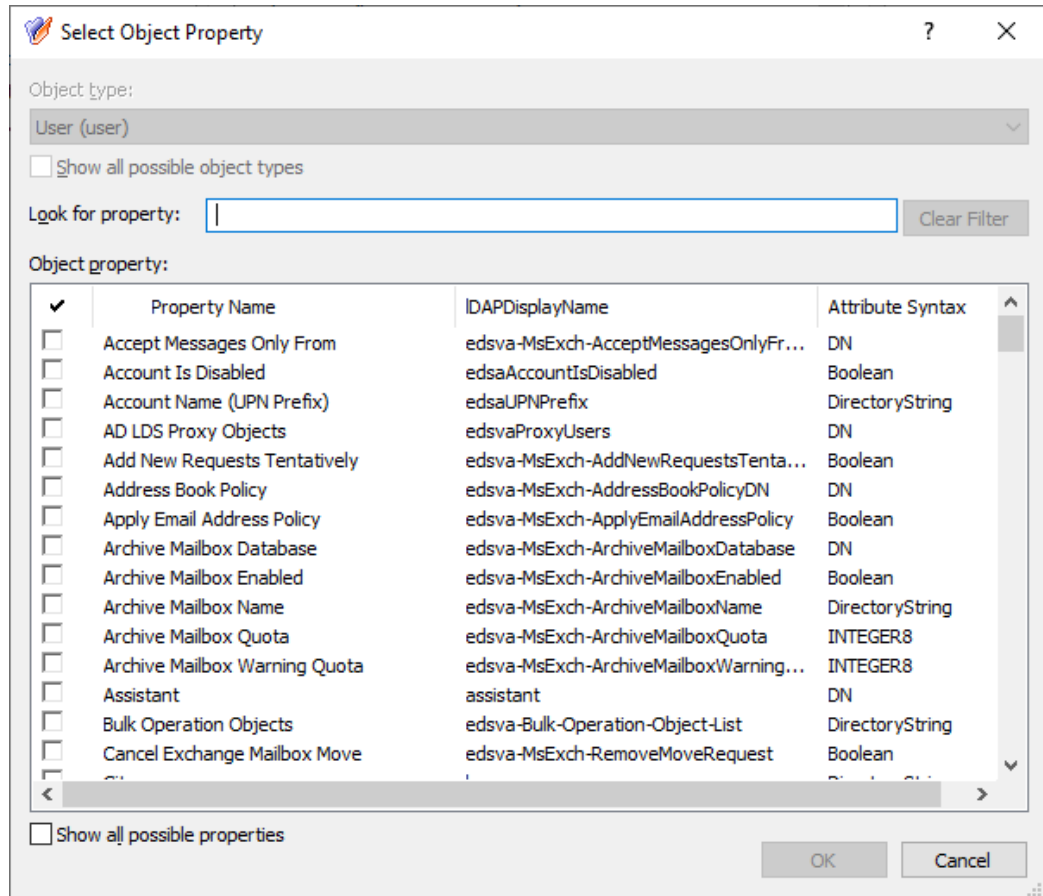 Select Object Property
Object type:
User (user)
Show all possible object types
Look for property:
Clear Filter
Object property:
Property Name lDAPDisplayName Attribute Syntax
Accept Messages Only From edsva-MsExch-AcceptMessagesOnlyFr... DN
Account Is Disabled edsaAccountIsDisabled Boolean
Account Name (UPN Prefix) edsaUPNPrefix DirectoryString
AD LDS Proxy Objects edsvaProxyUsers DN
Add New Requests Tentatively edsva-MsExch-AddNewRequestsTenta... Boolean
Address Book Policy edsva-MsExch-AddressBookPolicyDN DN
Apply Email Address Policy edsva-MsExch-ApplyEmailAddressPolicy Boolean
Archive Mailbox Database edsva-MsExch-ArchiveMailboxDatabase DN
Archive Mailbox Enabled edsva-MsExch-ArchiveMailboxEnabled Boolean
Archive Mailbox Name edsva-MsExch-ArchiveMailboxName DirectoryString
Archive Mailbox Quota edsva-MsExch-ArchiveMailboxQuota INTEGER8
Archive Mailbox Warning Quota edsva-MsExch-ArchiveMailboxWarning... INTEGER8
Assistant assistant DN
Bulk Operation Objects edsva-Bulk-Operation-Object-List DirectoryString
Cancel Exchange Mailbox Move edsva-MsExch-RemoveMoveRequest Boolean
Show all possible properties
OK Cancel